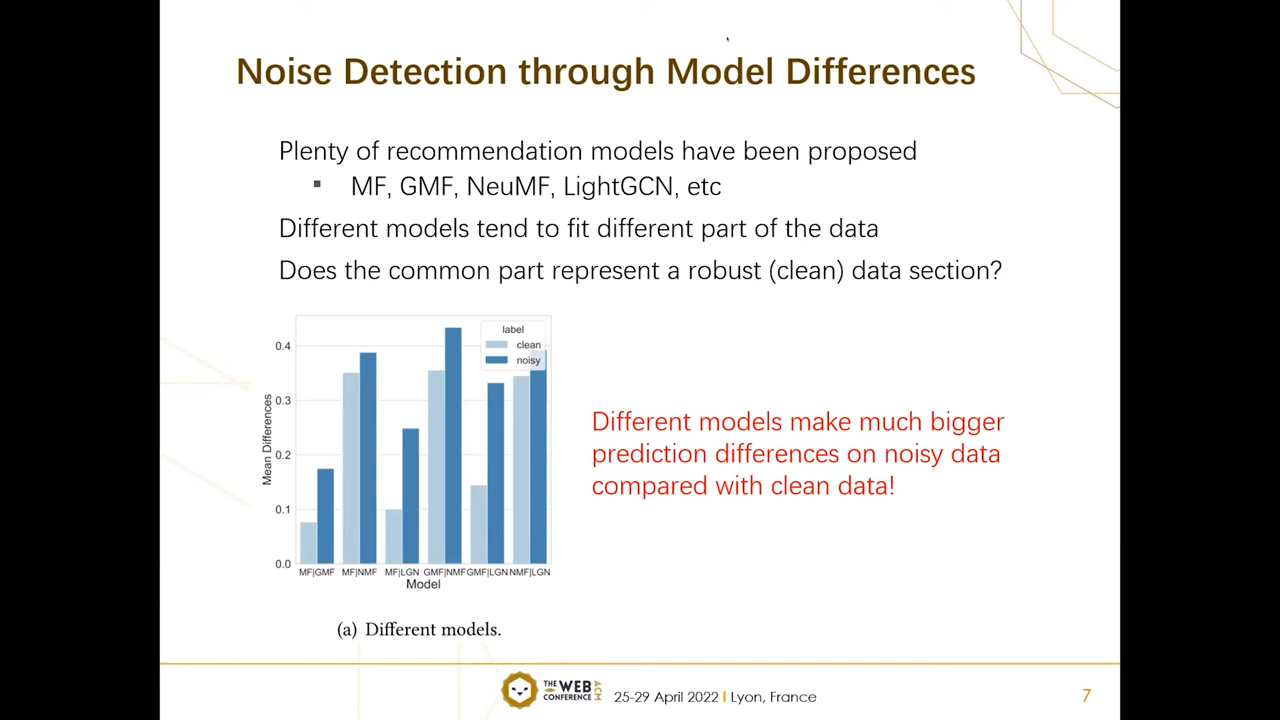 Noise Detection through Model Differences
Plenty of recommendation models have been proposed
▪ MF, GMF, NeuMF, LightGCN, etc
Different models tend to fit different part of the data
Does the common part represent a robust (clean) data section?
label
clean
noisy
0.4
0.3
0.2
0.1
0.0
Mean Differences
MF|GMF MF|NMF MF|LGN GMF|NMF GMF|LGN NMF|LGN
Model
(a) Different models.
Different models make much bigger
prediction differences on noisy data
compared with clean data!
THE WEB CONFERENCE ACM
25-29 April 2022 I Lyon, France
7